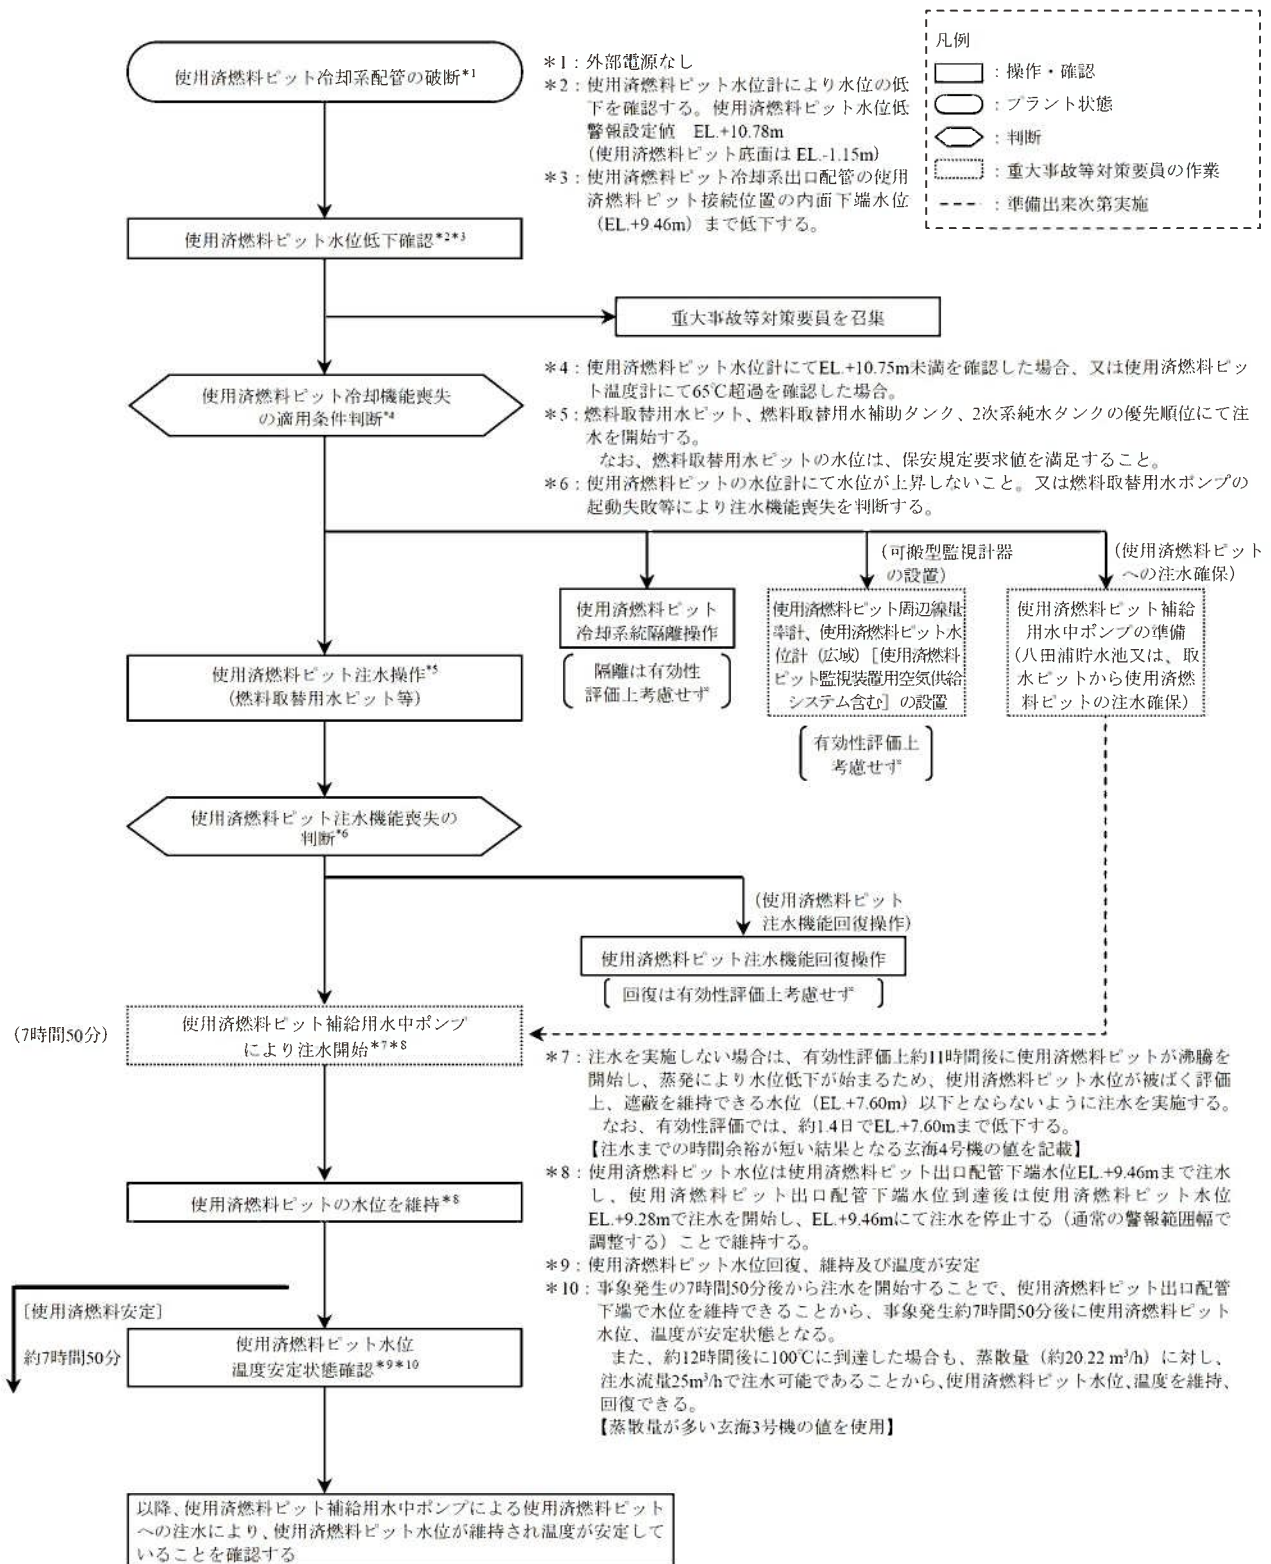 使用済燃料ピット冷却系配管の破断*1
*1：外部電源なし
*2：使用済燃料ピット水位計により水位の低
下を確認する。使用済燃料ピット水位低
警報設定値　EL.+10.78m
(使用済燃料ピット底面は EL.-1.15m)
*3：使用済燃料ピット冷却系出口配管の使用
済燃料ピット接続位置の内面下端水位
（EL.+9.46m）まで低下する。
凡例
：操作・確認
：プラント状態
：判断
：重大事故等対策要員の作業
：準備出来次第実施
使用済燃料ピット水位低下確認*2*3
重大事故等対策要員を召集
使用済燃料ピット冷却機能喪失
の適用条件判断*4
*4：使用済燃料ピット水位計にてEL.+10.75m未満を確認した場合、又は使用済燃料ピッ
ト温度計にて65℃超過を確認した場合。
*5：燃料取替用水ピット、燃料取替用水補助タンク、2次系純水タンクの優先順位にて注
水を開始する。
なお、燃料取替用水ピットの水位は、保安規定要求値を満足すること。
*6：使用済燃料ピットの水位計にて水位が上昇しないこと。又は燃料取替用水ポンプの
起動失敗等により注水機能喪失を判断する。
(可搬型監視計器
の設置)
(使用済燃料ピット
への注水確保)
使用済燃料ピット
冷却系統隔離操作
隔離は有効性
評価上考慮せず
使用済燃料ピット周辺線量
率計、使用済燃料ピット水
位計（広域）［使用済燃料
ピット監視装置用空気供給
システム含む］の設置
有効性評価上
考慮せず
使用済燃料ピット補給
用水中ポンプの準備
(八田浦貯水池又は、取
水ピットから使用済燃
料ピットの注水確保)
使用済燃料ピット注水操作*5
(燃料取替用水ピット等)
使用済燃料ピット注水機能喪失の
判断*6
(使用済燃料ピット
注水機能回復操作)
使用済燃料ピット注水機能回復操作
回復は有効性評価上考慮せず
(7時間50分)
使用済燃料ピット補給用水中ポンプ
により注水開始*7*8
*7：注水を実施しない場合は、有効性評価上約11時間後に使用済燃料ピットが沸騰を
開始し、蒸発により水位低下が始まるため、使用済燃料ピット水位が被ばく評価
上、遮蔽を維持できる水位（EL.+7.60m）以下とならないように注水を実施する。
なお、有効性評価では、約1.4日でEL.+7.60mまで低下する。
【注水までの時間余裕が短い結果となる玄海4号機の値を記載】
*8：使用済燃料ピット水位は使用済燃料ピット出口配管下端水位EL.+9.46mまで注水
し、使用済燃料ピット出口配管下端水位到達後は使用済燃料ピット水位
EL.+9.28mで注水を開始し、EL.+9.46mにて注水を停止する（通常の警報範囲幅で
調整する）ことで維持する。
*9：使用済燃料ピット水位回復、維持及び温度が安定
*10：事象発生の7時間50分後から注水を開始することで、使用済燃料ピット出口配管
下端で水位を維持できることから、事象発生約7時間50分後に使用済燃料ピット
水位、温度が安定状態となる。
また、約12時間後に100℃に到達した場合も、蒸散量（約20.22 m³/h）に対し、
注水流量25m³/hで注水可能であることから、使用済燃料ピット水位、温度を維持、
回復できる。
【蒸散量が多い玄海3号機の値を使用】
使用済燃料ピットの水位を維持*8
［使用済燃料安定］
約7時間50分
使用済燃料ピット水位
温度安定状態確認*9*10
以降、使用済燃料ピット補給用水中ポンプによる使用済燃料ピット
への注水により、使用済燃料ピット水位が維持され温度が安定して
いることを確認する